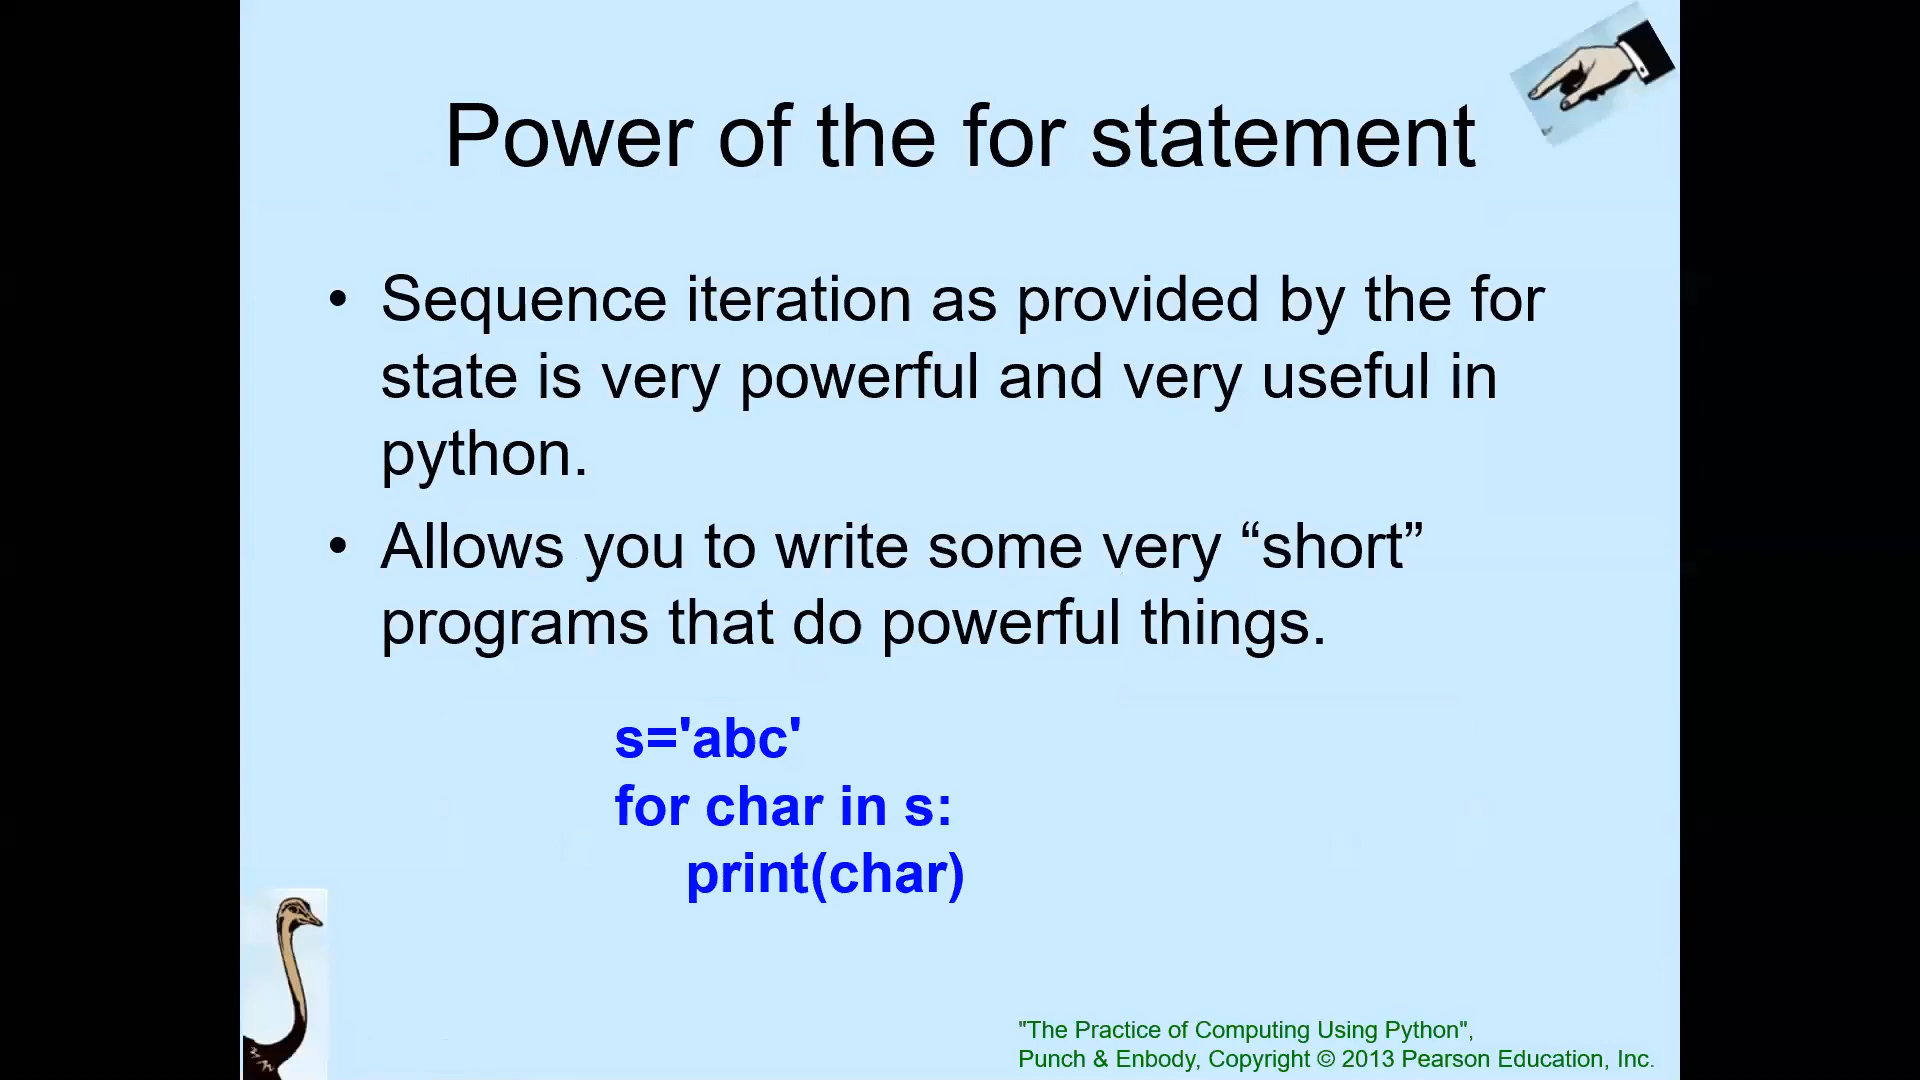 Power of the for statement
• Sequence iteration as provided by the for
state is very powerful and very useful in
python.
• Allows you to write some very “short”
programs that do powerful things.
s='abc'
for char in s:
    print(char)
"The Practice of Computing Using Python",
Punch & Enbody, Copyright © 2013 Pearson Education, Inc.